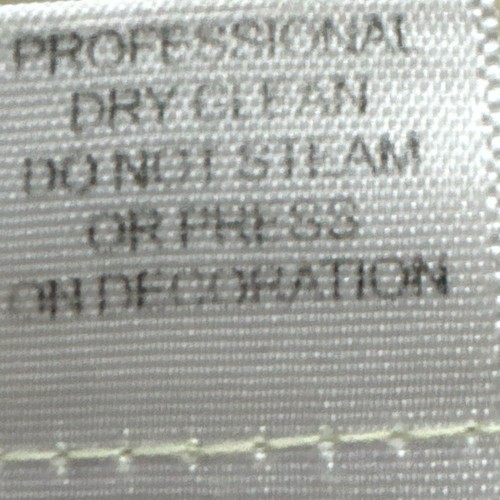 PROFESSIONAL
DRY CLEAN
DO NOT STEAM
OR PRESS
ON DECORATION